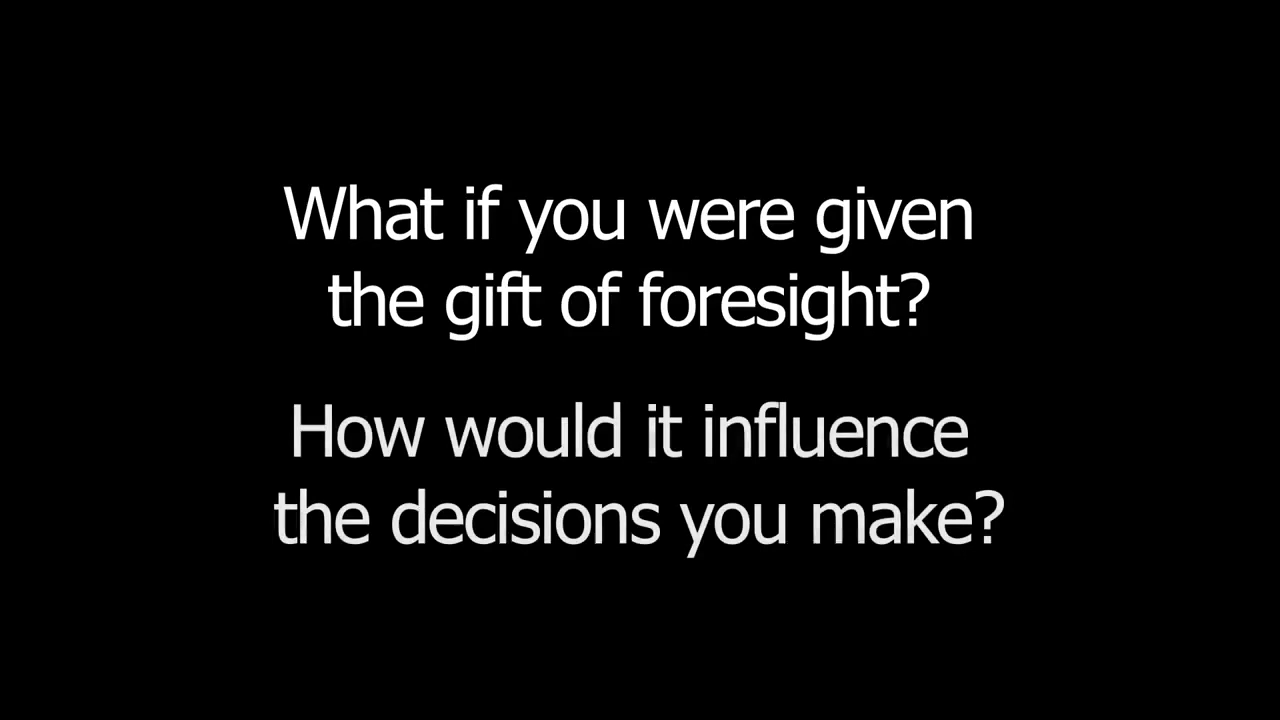 What if you were given
the gift of foresight?
How would it influence
the decisions you make?